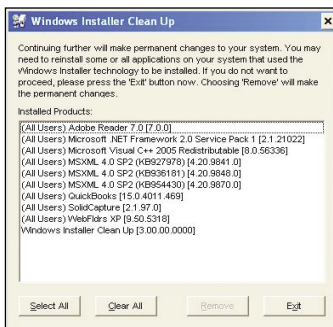 Windows Installer Clean Up
Continuing further will make permanent changes to your system. You may
need to reinstall some or all applications on your system that used the
Windows Installer technology to be installed. If you do not want to
proceed, please press the 'Exit' button now. Choosing 'Remove' will make
the permanent changes.
Installed Products:
(All Users) Adobe Reader 7.0 [7.0.0]
(All Users) Microsoft .NET Framework 2.0 Service Pack 1 [2.1.21022]
(All Users) Microsoft Visual C++ 2005 Redistributable [8.0.56336]
(All Users) MSXML 4.0 SP2 (KB927978) [4.20.9841.0]
(All Users) MSXML 4.0 SP2 (KB936181) [4.20.9848.0]
(All Users) MSXML 4.0 SP2 (KB954430) [4.20.9870.0]
(All Users) QuickBooks [15.0.4011.469]
(All Users) SolidCapture [2.1.97.0]
(All Users) WebFldrs XP [9.50.5318]
Windows Installer Clean Up [3.00.00.0000]
Select All Clear All Remove Exit